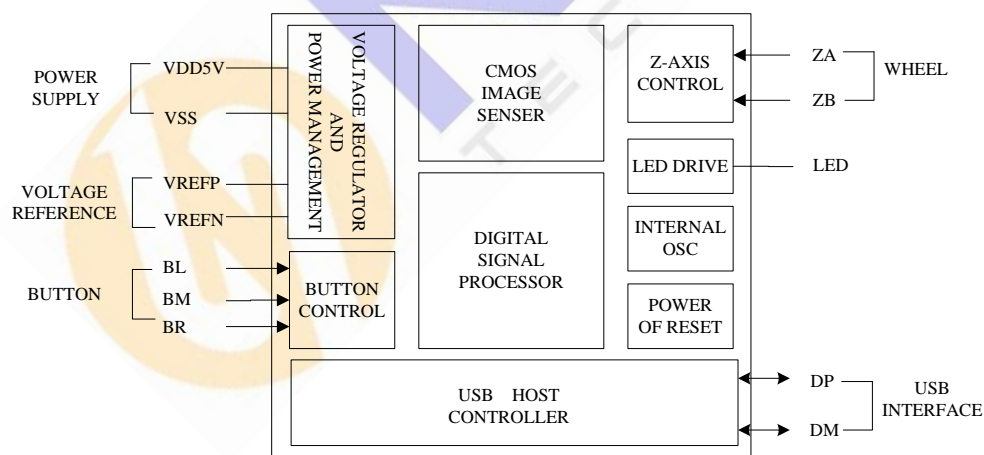 POWER
SUPPLY
VDD5V
VSS
VOLTAGE
REFERENCE
VREFP
VREFN
BUTTON
BL
BM
BR
VOLTAGE REGULATOR
AND
POWER MANAGEMENT
BUTTON
CONTROL
CMOS
IMAGE
SENSER
DIGITAL
SIGNAL
PROCESSOR
Z-AXIS
CONTROL
LED DRIVE
INTERNAL
OSC
POWER
OF RESET
USB HOST
CONTROLLER
ZA
ZB
WHEEL
LED
DP
DM
USB
INTERFACE